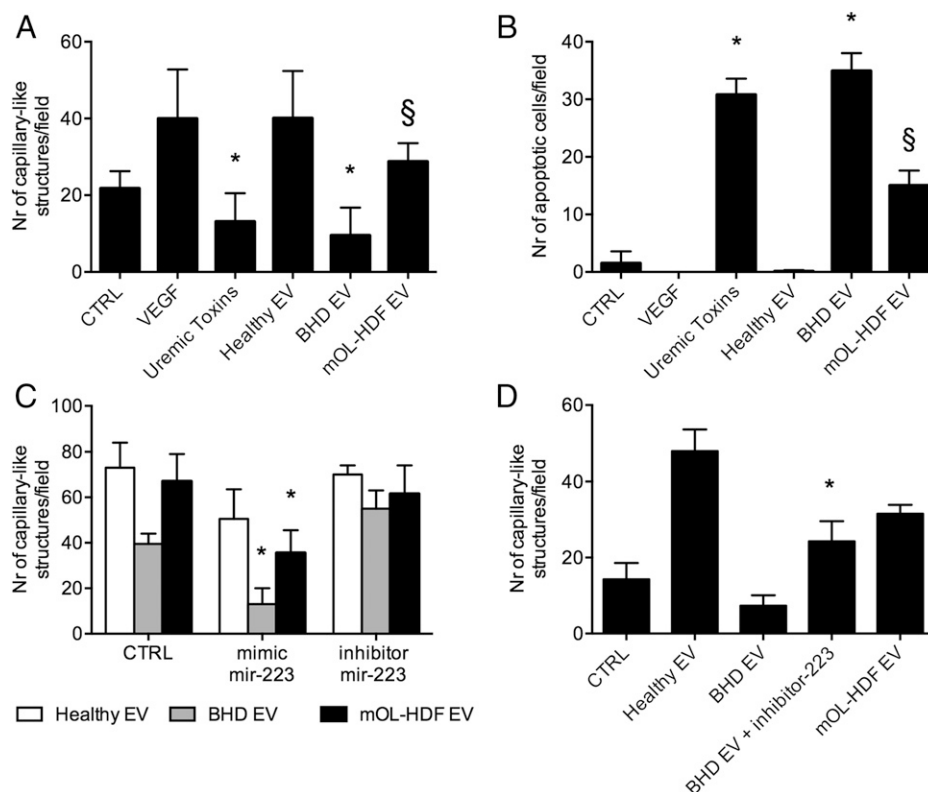 A
Nr of capillary-like
structures/field
60
40
20
0
*
*
§
CTRL
VEGF
Uremic Toxins
Healthy EV
BHD EV
mOL-HDF EV
B
Nr of apoptotic cells/field
40
30
20
10
0
*
*
§
CTRL
VEGF
Uremic Toxins
Healthy EV
BHD EV
mOL-HDF EV
C
Nr of capillary-like
structures/field
100
80
60
40
20
0
*
*
CTRL
mimic
mir-223
inhibitor
mir-223
Healthy EV
BHD EV
mOL-HDF EV
D
Nr of capillary-like
structures/field
60
40
20
0
*
CTRL
Healthy EV
BHD EV
BHD EV + inhibitor-223
mOL-HDF EV